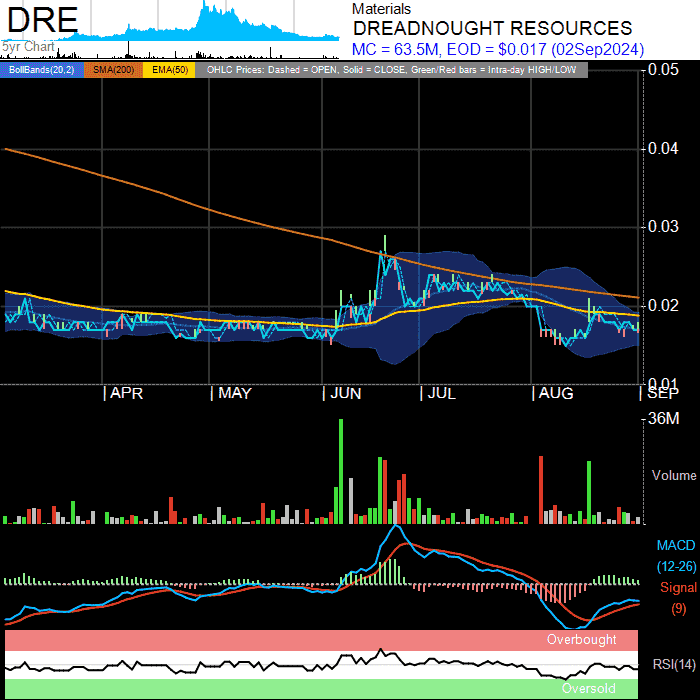 DRE
5yr Chart
Materials
DREADNOUGHT RESOURCES
MC = 63.5M, EOD = $0.017 (02Sep2024)
BollBands(20,2) SMA(200) EMA(50) OHLC Prices: Dashed = OPEN, Solid = CLOSE, Green/Red bars = Intra-day HIGH/LOW
0.05
0.04
0.03
0.02
0.01
APR MAY JUN JUL AUG SEP
36M
Volume
MACD
(12-26)
Signal
(9)
Overbought
RSI(14)
Oversold